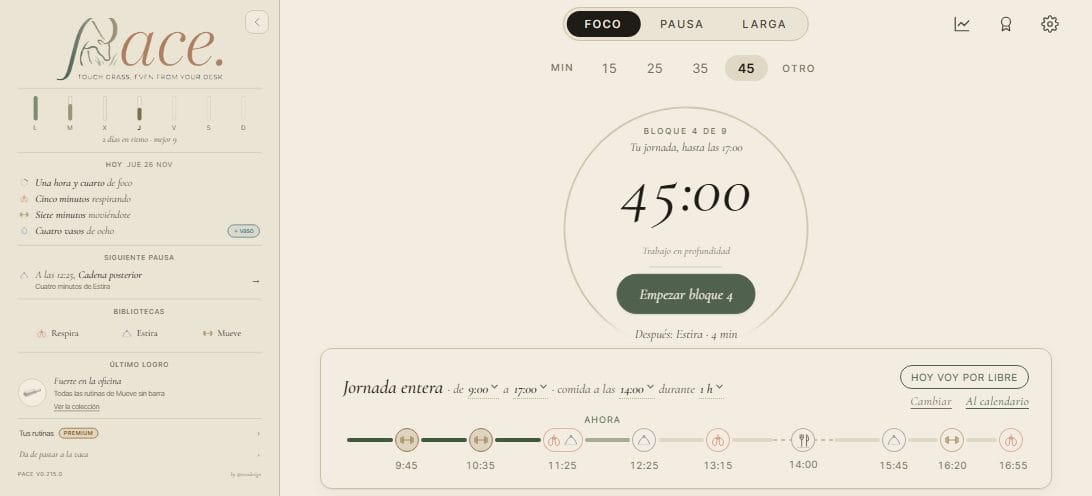 Pace.
TOUCH GRASS, EVEN FROM YOUR DESK
L M X J V S D
2 días en ritmo · mejor 9
HOY JUE 26 NOV
Una hora y cuarto de foco
Cinco minutos respirando
Siete minutos moviéndote
Cuatro vasos de ocho
+ vaso
SIGUIENTE PAUSA
A las 12:25, Cadena posterior
Cuatro minutos de Estira
→
BIBLIOTECAS
Respira Estira Mueve
ÚLTIMO LOGRO
Fuerte en la oficina
Todas las rutinas de Mueve sin barra
Ver la colección
Tus rutinas PREMIUM ›
Da de pastar a la vaca ›
PACE V0.215.0
FOCO PAUSA LARGA
MIN 15 25 35 45 OTRO
BLOQUE 4 DE 9
Tu jornada, hasta las 17:00
45:00
Trabajo en profundidad
Empezar bloque 4
Después: Estira · 4 min
Jornada entera · de 9:00 a 17:00 · comida a las 14:00 durante 1 h
HOY VOY POR LIBRE
Cambiar Al calendario
AHORA
9:45 10:35 11:25 12:25 13:15 14:00 15:45 16:20 16:55